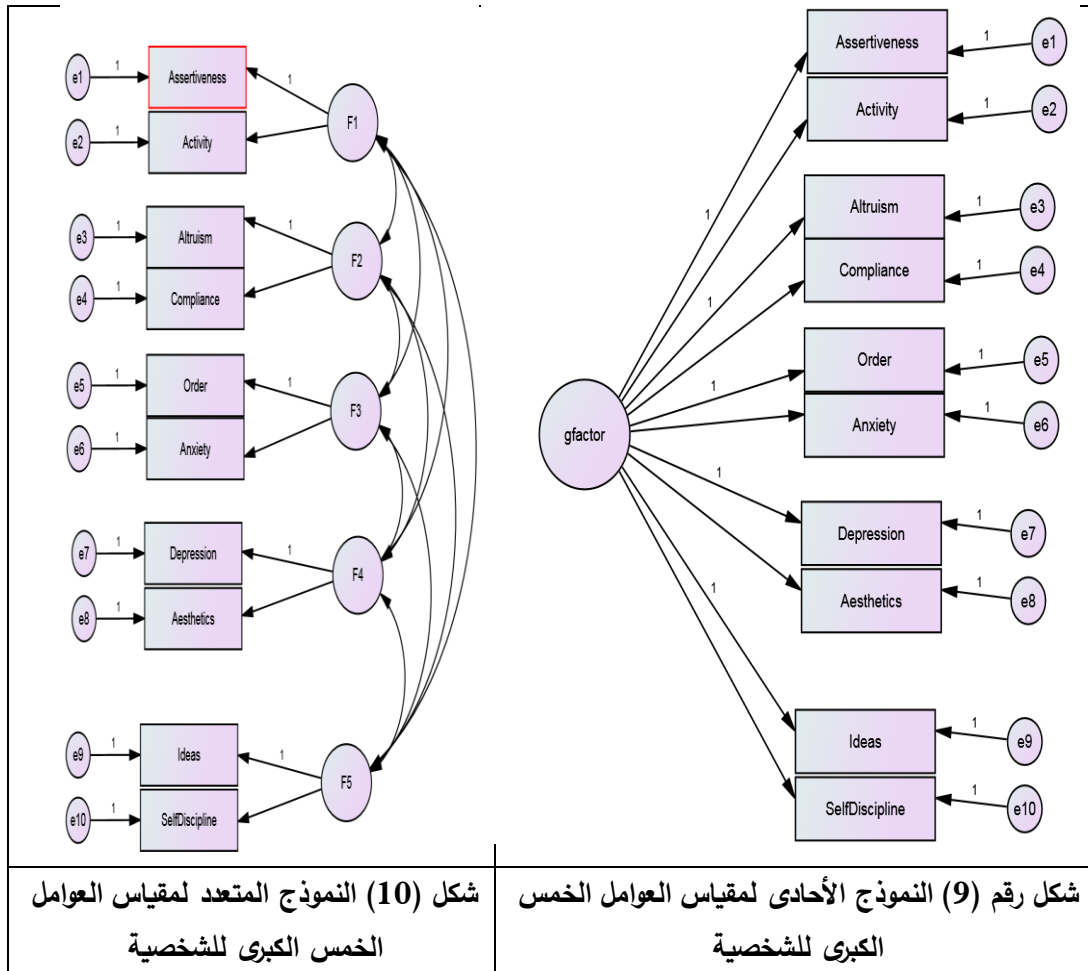 e1 1 Assertiveness 1
e2 1 Activity
F1
e3 1 Altruism 1
e4 1 Compliance
F2
e5 1 Order 1
e6 1 Anxiety
F3
e7 1 Depression 1
e8 1 Aesthetics
F4
e9 1 Ideas 1
e10 1 SelfDiscipline
F5
gfactor
1 Assertiveness 1 e1
Activity 1 e2
1 Altruism 1 e3
Compliance 1 e4
1 Order 1 e5
Anxiety 1 e6
1 Depression 1 e7
Aesthetics 1 e8
1 Ideas 1 e9
SelfDiscipline 1 e10
شكل رقم (9) النموذج الأحادى لمقياس العوامل الخمس
الكبرى للشخصية
شكل (10) النموذج المتعدد لمقياس العوامل
الخمس الكبرى للشخصية